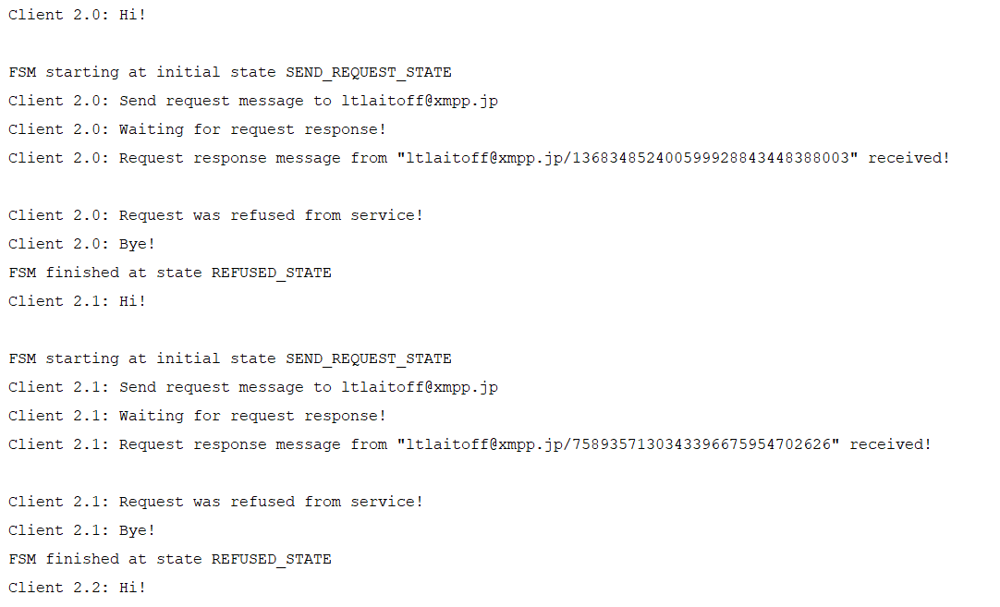 Client 2.0: Hi!
FSM starting at initial state SEND_REQUEST_STATE
Client 2.0: Send request message to ltlaitoff@xmpp.jp
Client 2.0: Waiting for request response!
Client 2.0: Request response message from "ltlaitoff@xmpp.jp/136834852400599928843448388003" received!
Client 2.0: Request was refused from service!
Client 2.0: Bye!
FSM finished at state REFUSED_STATE
Client 2.1: Hi!
FSM starting at initial state SEND_REQUEST_STATE
Client 2.1: Send request message to ltlaitoff@xmpp.jp
Client 2.1: Waiting for request response!
Client 2.1: Request response message from "ltlaitoff@xmpp.jp/7589357130343396675954702626" received!
Client 2.1: Request was refused from service!
Client 2.1: Bye!
FSM finished at state REFUSED_STATE
Client 2.2: Hi!